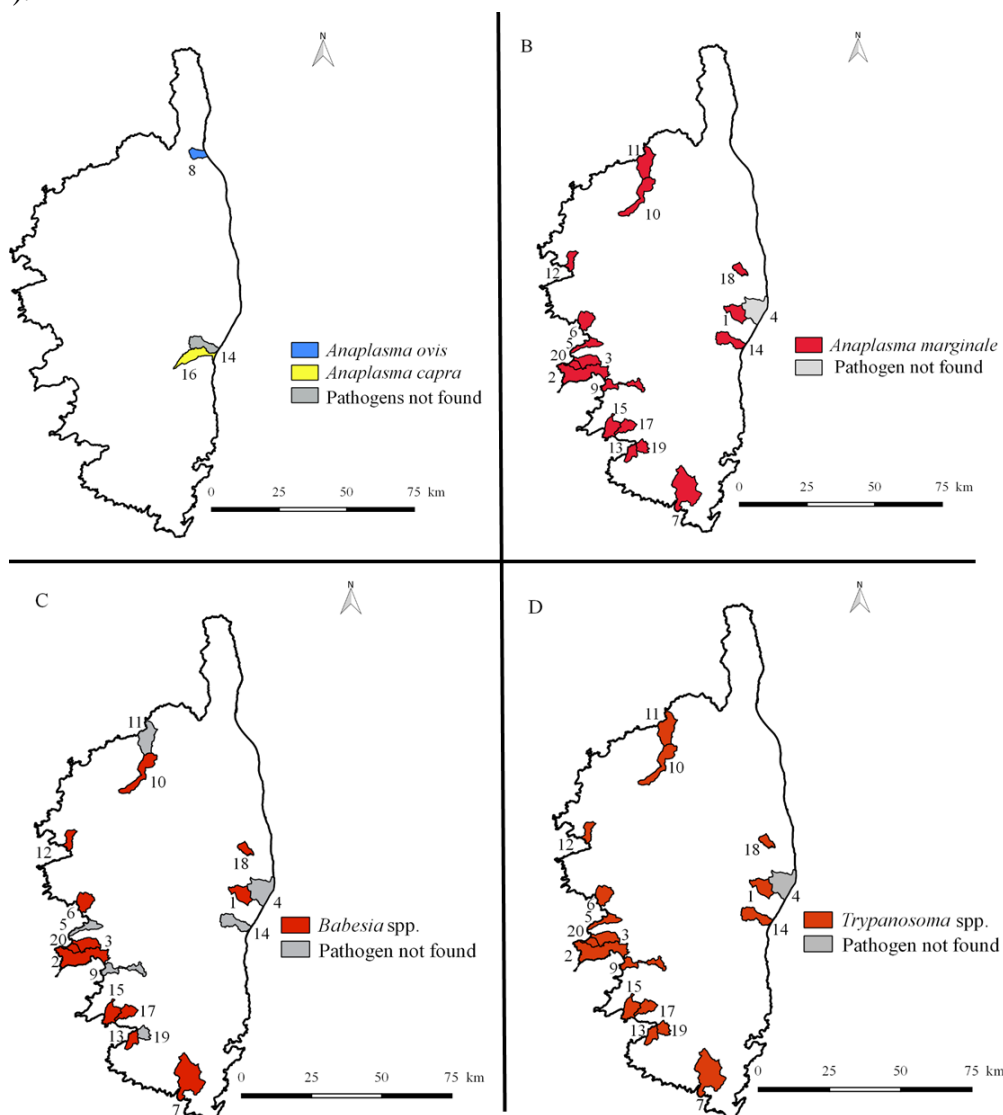 ).
N
8
14
16
Anaplasma ovis
Anaplasma capra
Pathogens not found
0 25 50 75 km
B
N
11
10
12
18
1
4
6
5
14
20
3
2
9
Anaplasma marginale
Pathogen not found
15
17
13
19
7
0 25 50 75 km
C
N
11
10
12
18
1
4
6
5
14
20
3
2
9
Babesia spp.
Pathogen not found
15
17
13
19
7
0 25 50 75 km
D
N
11
10
12
18
1
4
6
5
14
20
3
2
9
Trypanosoma spp.
Pathogen not found
15
17
13
19
7
0 25 50 75 km